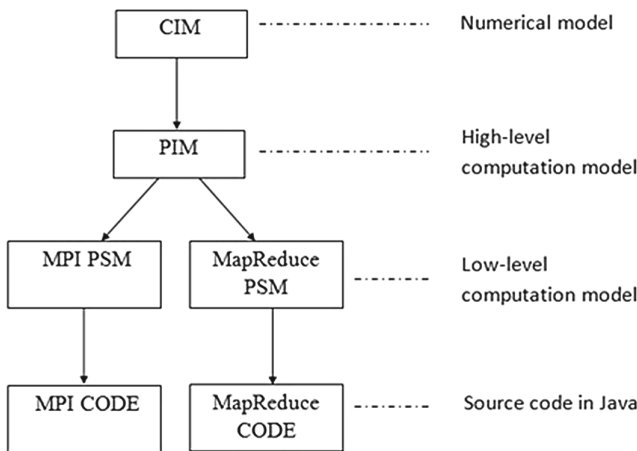 CIM
Numerical model
PIM
High-level
computation model
MPI PSM
MapReduce
PSM
Low-level
computation model
MPI CODE
MapReduce
CODE
Source code in Java